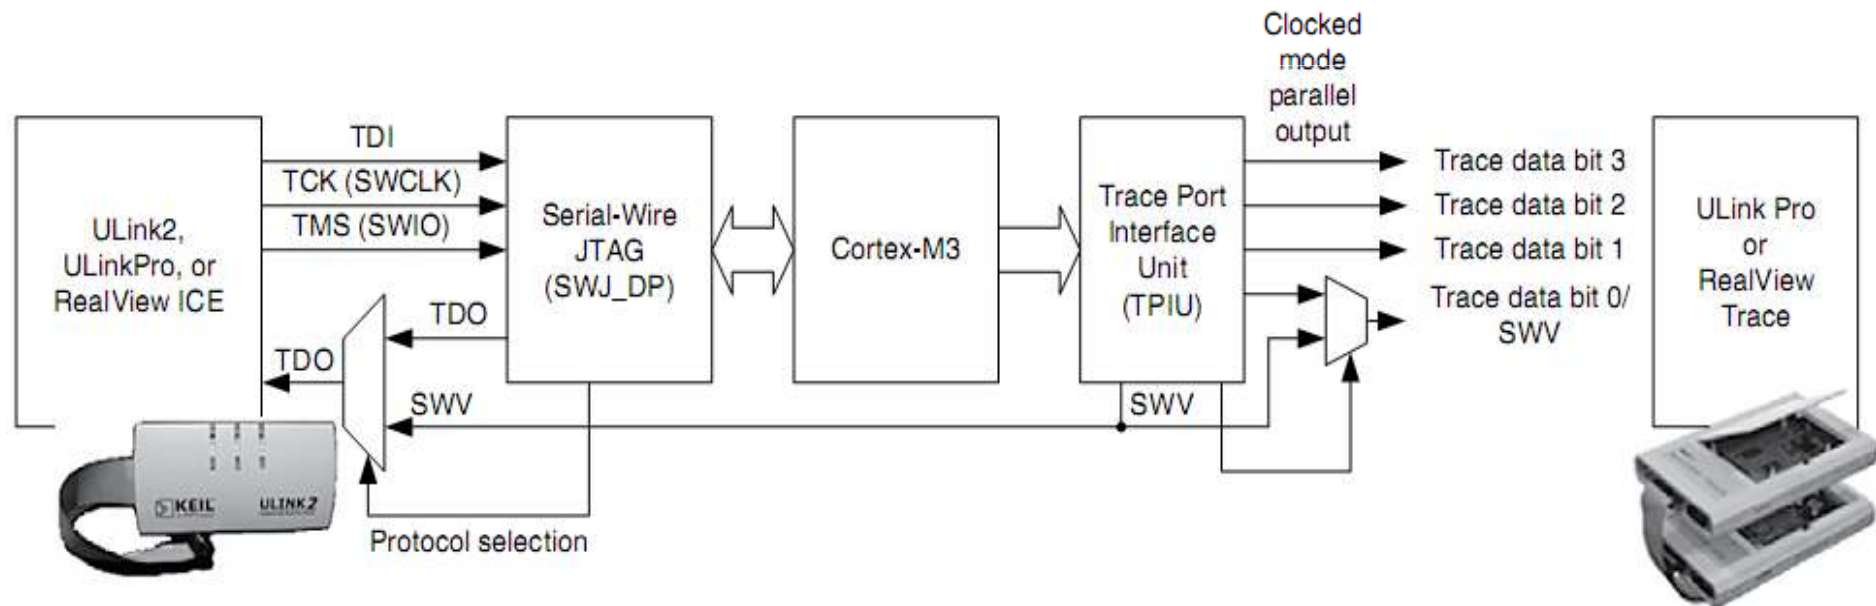 Clocked
mode
parallel
output
TDI
TCK (SWCLK)
TMS (SWIO)
ULink2,
ULinkPro, or
RealView ICE
Serial-Wire
JTAG
(SWJ_DP)
Cortex-M3
Trace Port
Interface
Unit
(TPIU)
Trace data bit 3
Trace data bit 2
Trace data bit 1
Trace data bit 0/
SWV
ULink Pro
or
RealView
Trace
TDO
TDO
SWV
SWV
KEIL
ULINK2
Protocol selection